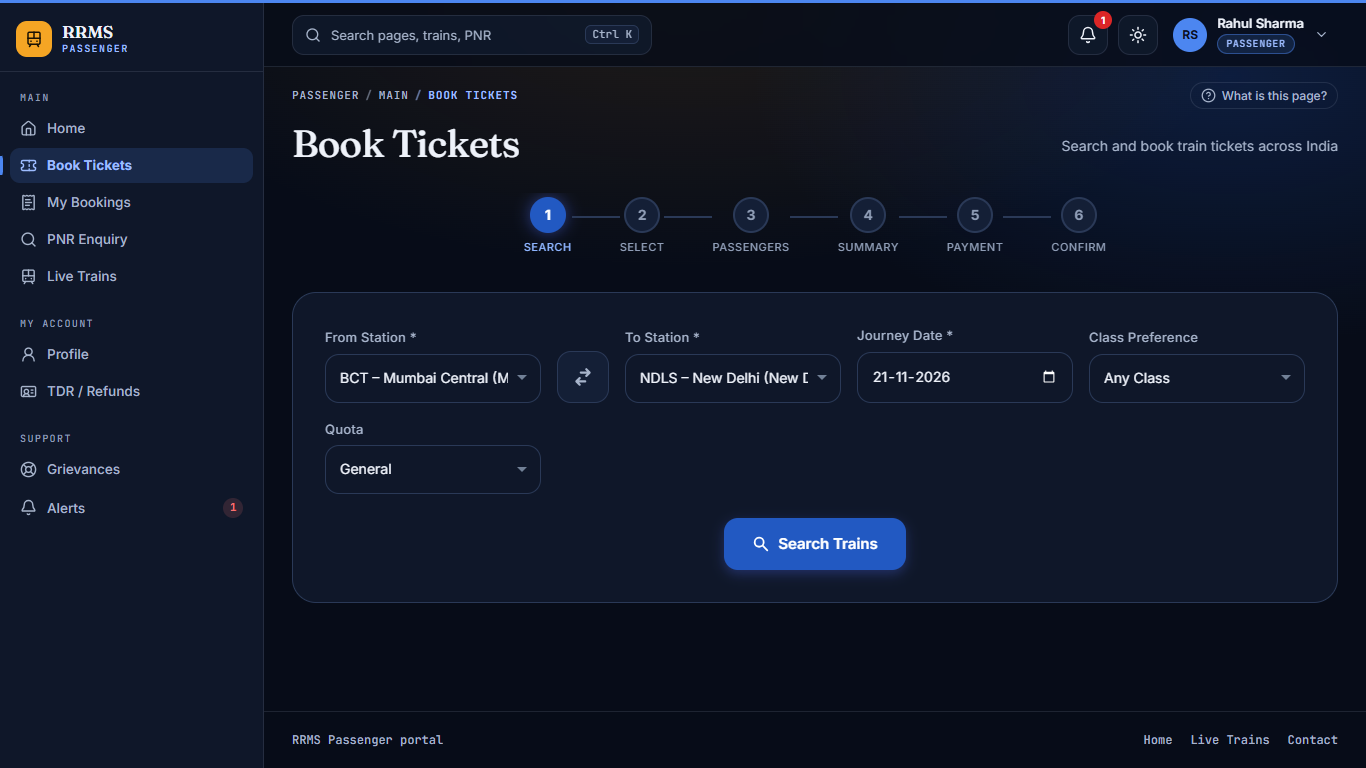 RRMS
PASSENGER
Search pages, trains, PNR
Ctrl K
1
RS
Rahul Sharma
PASSENGER
MAIN
Home
Book Tickets
My Bookings
PNR Enquiry
Live Trains
MY ACCOUNT
Profile
TDR / Refunds
SUPPORT
Grievances
Alerts
1
PASSENGER / MAIN / BOOK TICKETS
What is this page?
Book Tickets
Search and book train tickets across India
1 2 3 4 5 6
SEARCH SELECT PASSENGERS SUMMARY PAYMENT CONFIRM
From Station * To Station * Journey Date * Class Preference
BCT – Mumbai Central (M NDLS – New Delhi (New D 21-11-2026 Any Class
Quota
General
Search Trains
RRMS Passenger portal
Home Live Trains Contact